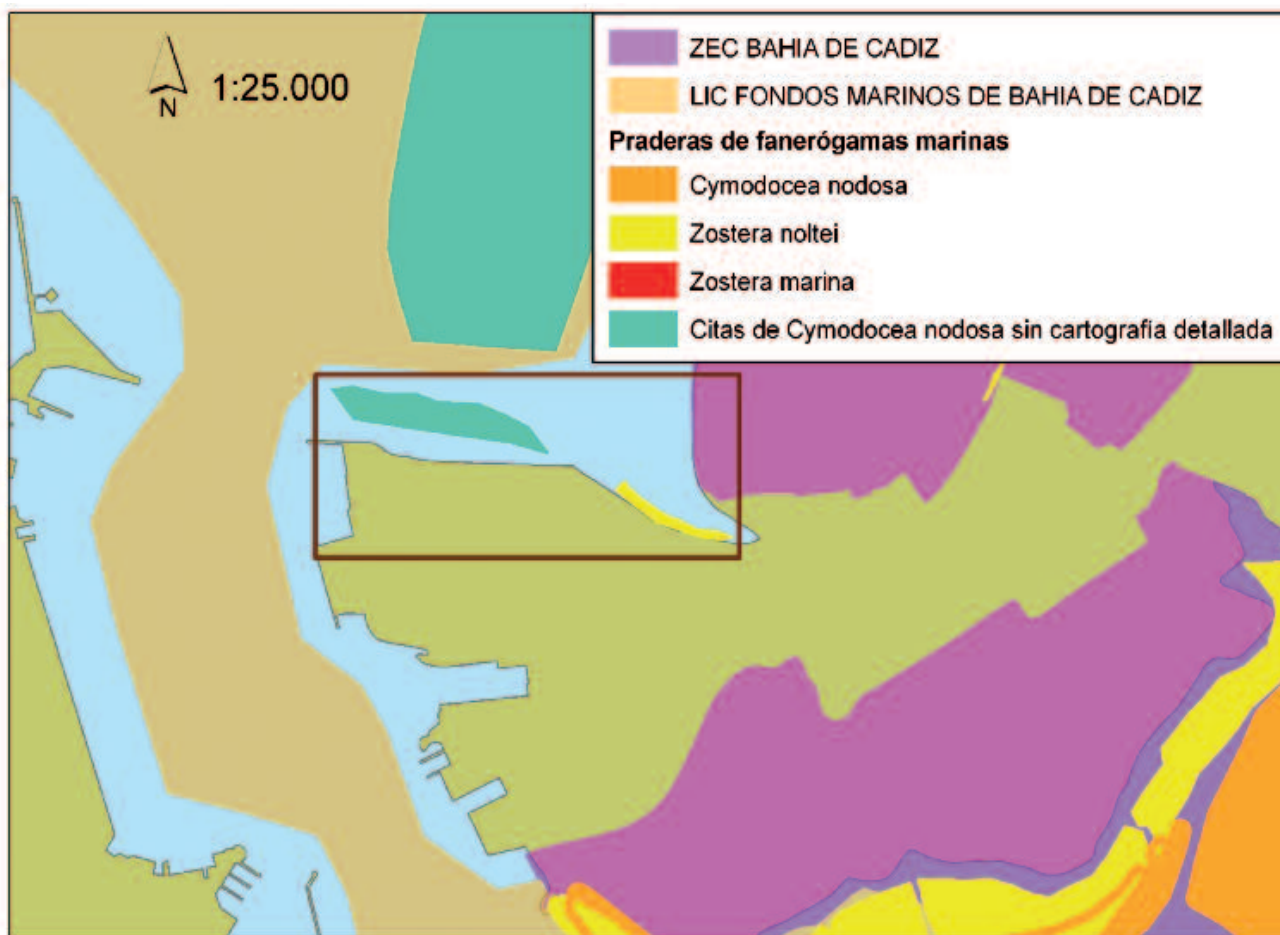 N
1:25.000
ZEC BAHIA DE CADIZ
LIC FONDOS MARINOS DE BAHIA DE CADIZ
Praderas de fanerógamas marinas
Cymodocea nodosa
Zostera noltei
Zostera marina
Citas de Cymodocea nodosa sin cartografía detallada